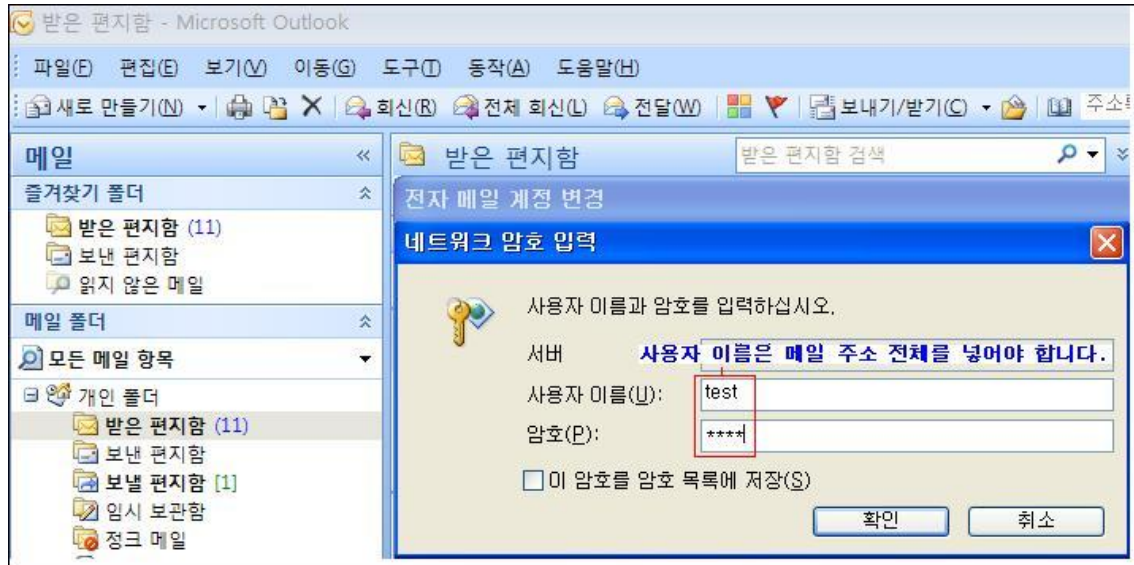 받은 편지함 - Microsoft Outlook
파일(F) 편집(E) 보기(V) 이동(G) 도구(T) 동작(A) 도움말(H)
새로 만들기(N) 회신(R) 전체 회신(L) 전달(W) 보내기/받기(C)
메일
즐겨찾기 폴더
받은 편지함 (11)
보낸 편지함
읽지 않은 메일
메일 폴더
모든 메일 항목
개인 폴더
받은 편지함 (11)
보낸 편지함
보낼 편지함 [1]
임시 보관함
정크 메일
받은 편지함 받은 편지함 검색
전자 메일 계정 변경
네트워크 암호 입력
사용자 이름과 암호를 입력하십시오.
서버 사용자 이름은 메일 주소 전체를 넣어야 합니다.
사용자 이름(U): test
암호(P): ****
이 암호를 암호 목록에 저장(S)
확인 취소